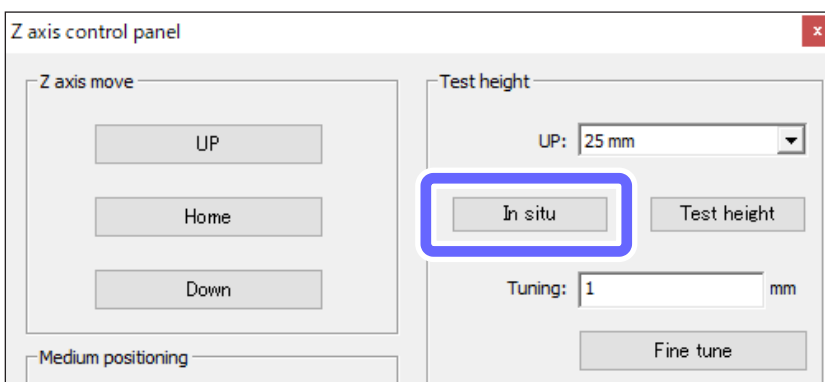 Z axis control panel
x
Z axis move
UP
Home
Down
Medium positioning
Test height
UP: 25 mm
In situ Test height
Tuning: 1 mm
Fine tune